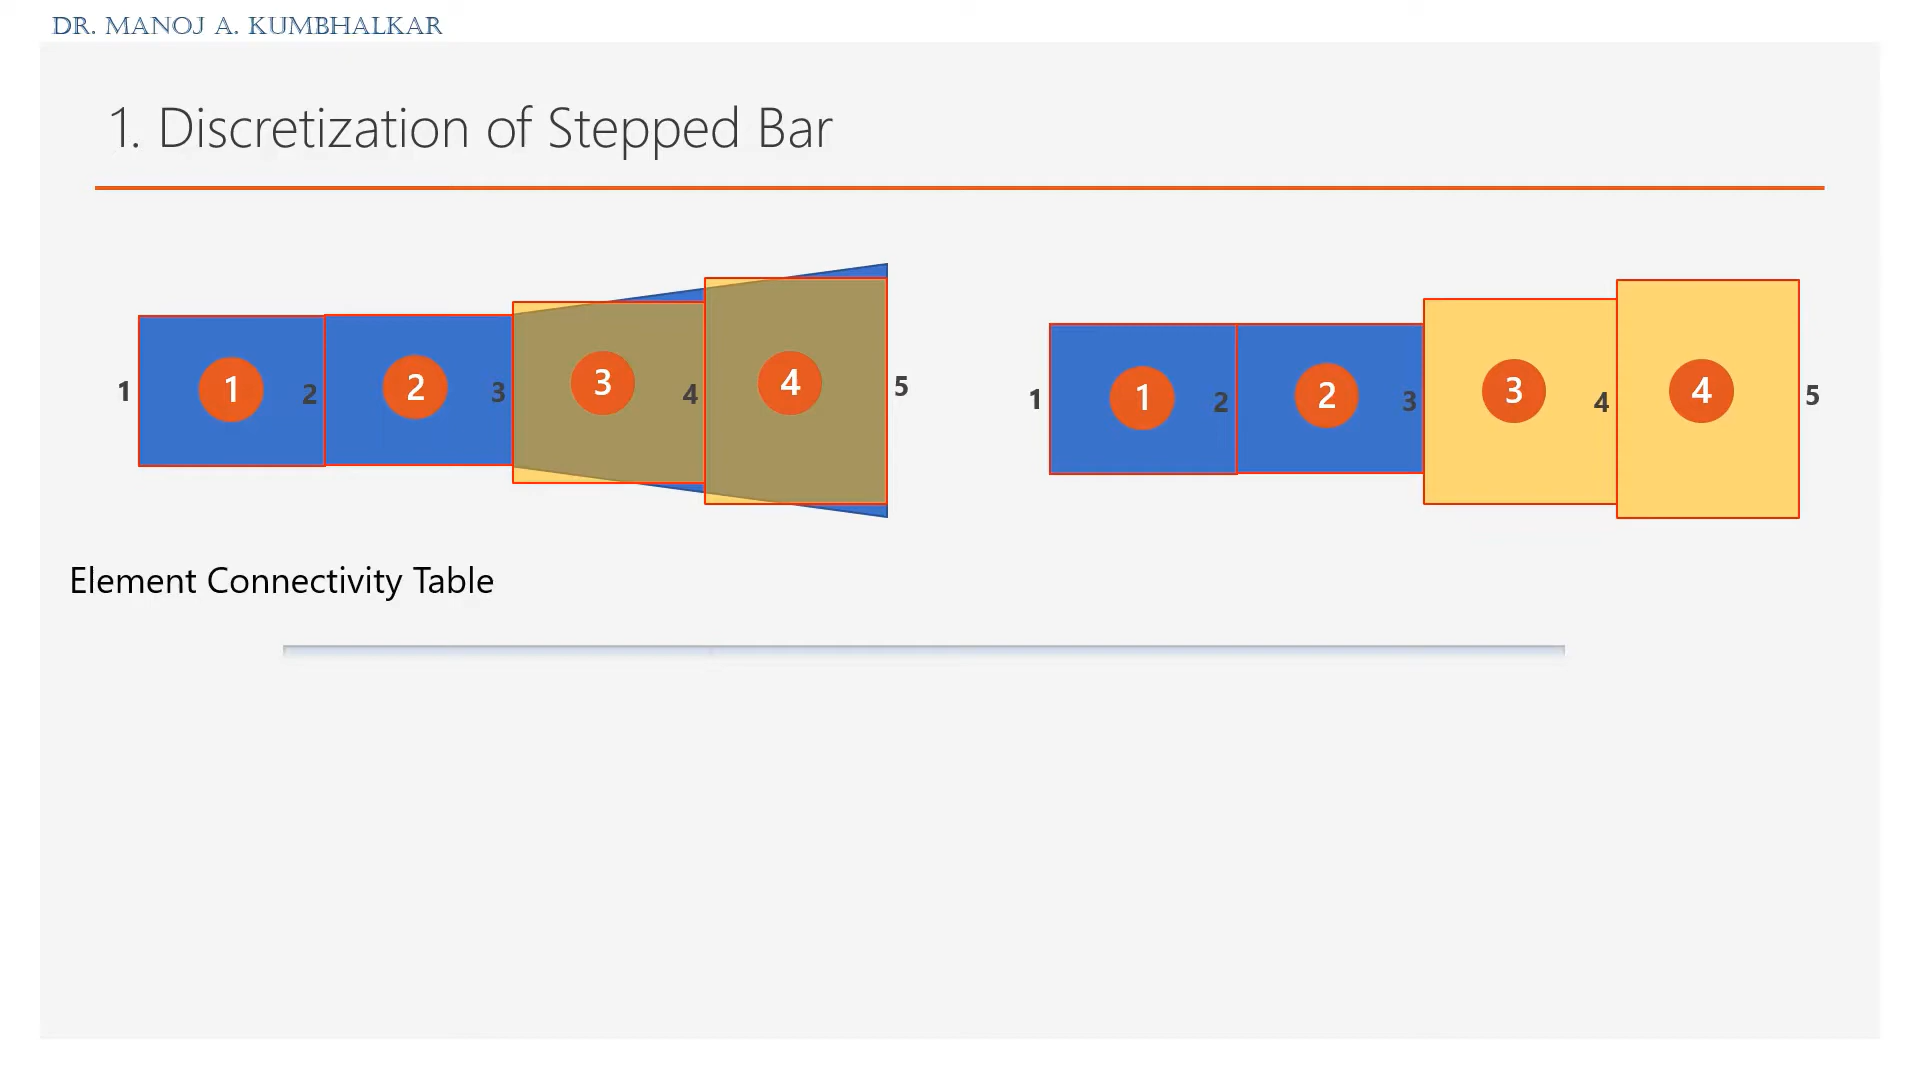 DR. MANOJ A. KUMBHALKAR
1. Discretization of Stepped Bar
1 1 2 2 3 3 4 4 5
1 1 2 2 3 3 4 4 5
Element Connectivity Table